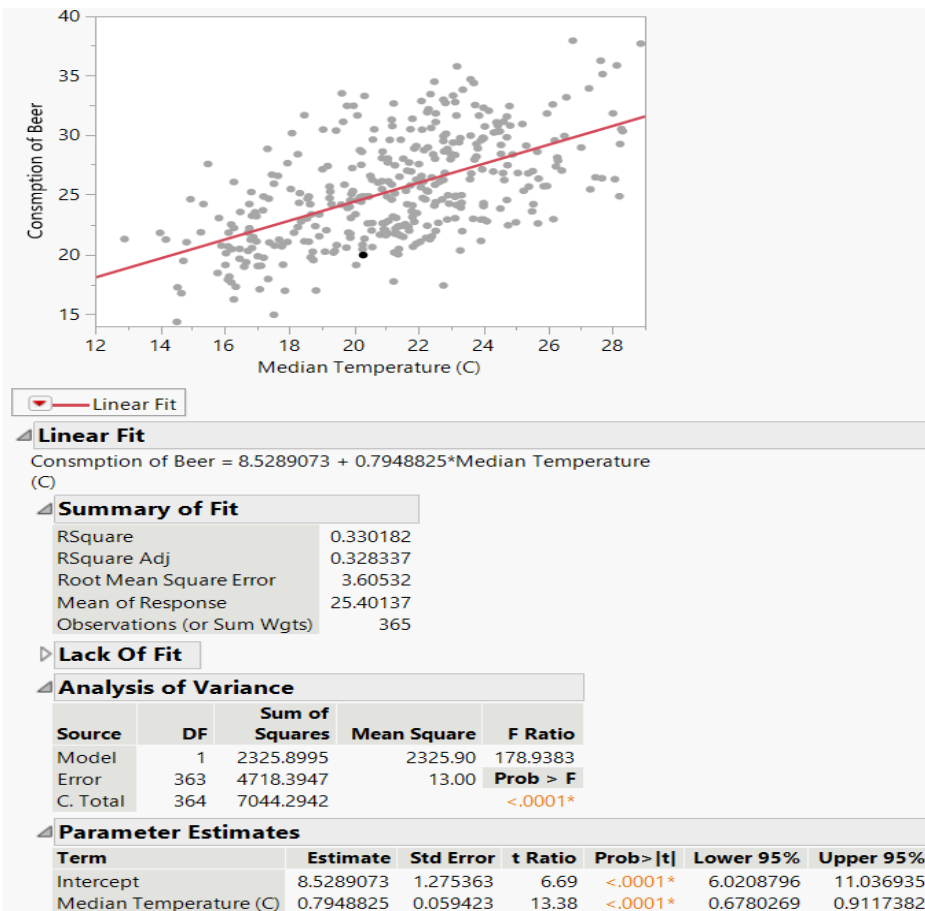 40
35
30
25
20
15
Consmption of Beer
12 14 16 18 20 22 24 26 28
Median Temperature (C)
Linear Fit
Linear Fit
Consmption of Beer = 8.5289073 + 0.7948825*Median Temperature
(C)
Summary of Fit
RSquare 0.330182
RSquare Adj 0.328337
Root Mean Square Error 3.60532
Mean of Response 25.40137
Observations (or Sum Wgts) 365
Lack Of Fit
Analysis of Variance
Sum of
Source DF Squares Mean Square F Ratio
Model 1 2325.8995 2325.90 178.9383
Error 363 4718.3947 13.00 Prob > F
C. Total 364 7044.2942 <.0001*
Parameter Estimates
Term Estimate Std Error t Ratio Prob>|t| Lower 95% Upper 95%
Intercept 8.5289073 1.275363 6.69 <.0001* 6.0208796 11.036935
Median Temperature (C) 0.7948825 0.059423 13.38 <.0001* 0.6780269 0.9117382